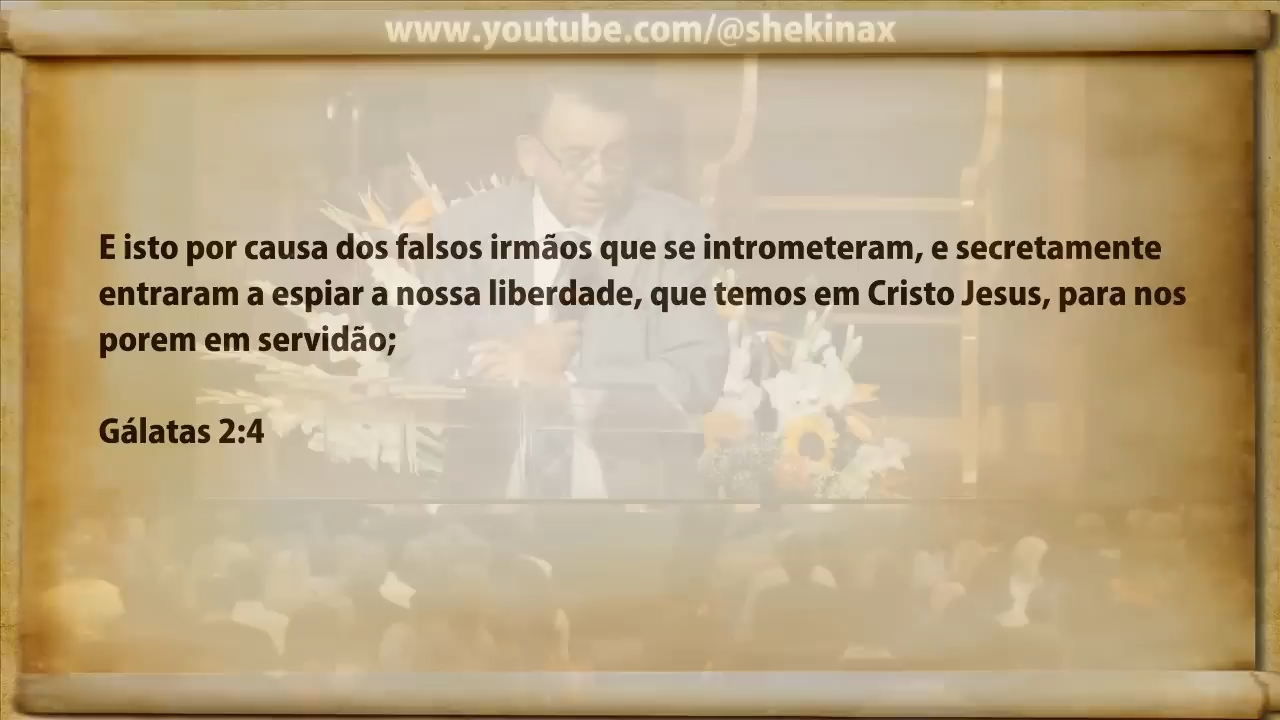 www.youtube.com/@shekinax
E isto por causa dos falsos irmãos que se intrometeram, e secretamente
entraram a espiar a nossa liberdade, que temos em Cristo Jesus, para nos
porem em servidão;
Gálatas 2:4